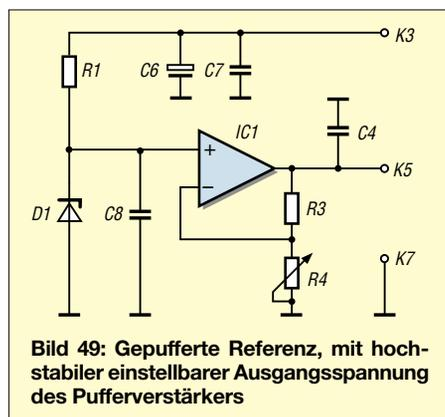 K3
R1
C6
C7
IC1
C4
+
K5
–
D1
C8
R3
K7
R4
Bild 49: Gepufferte Referenz, mit hoch-
stabiler einstellbarer Ausgangsspannung
des Pufferverstärkers